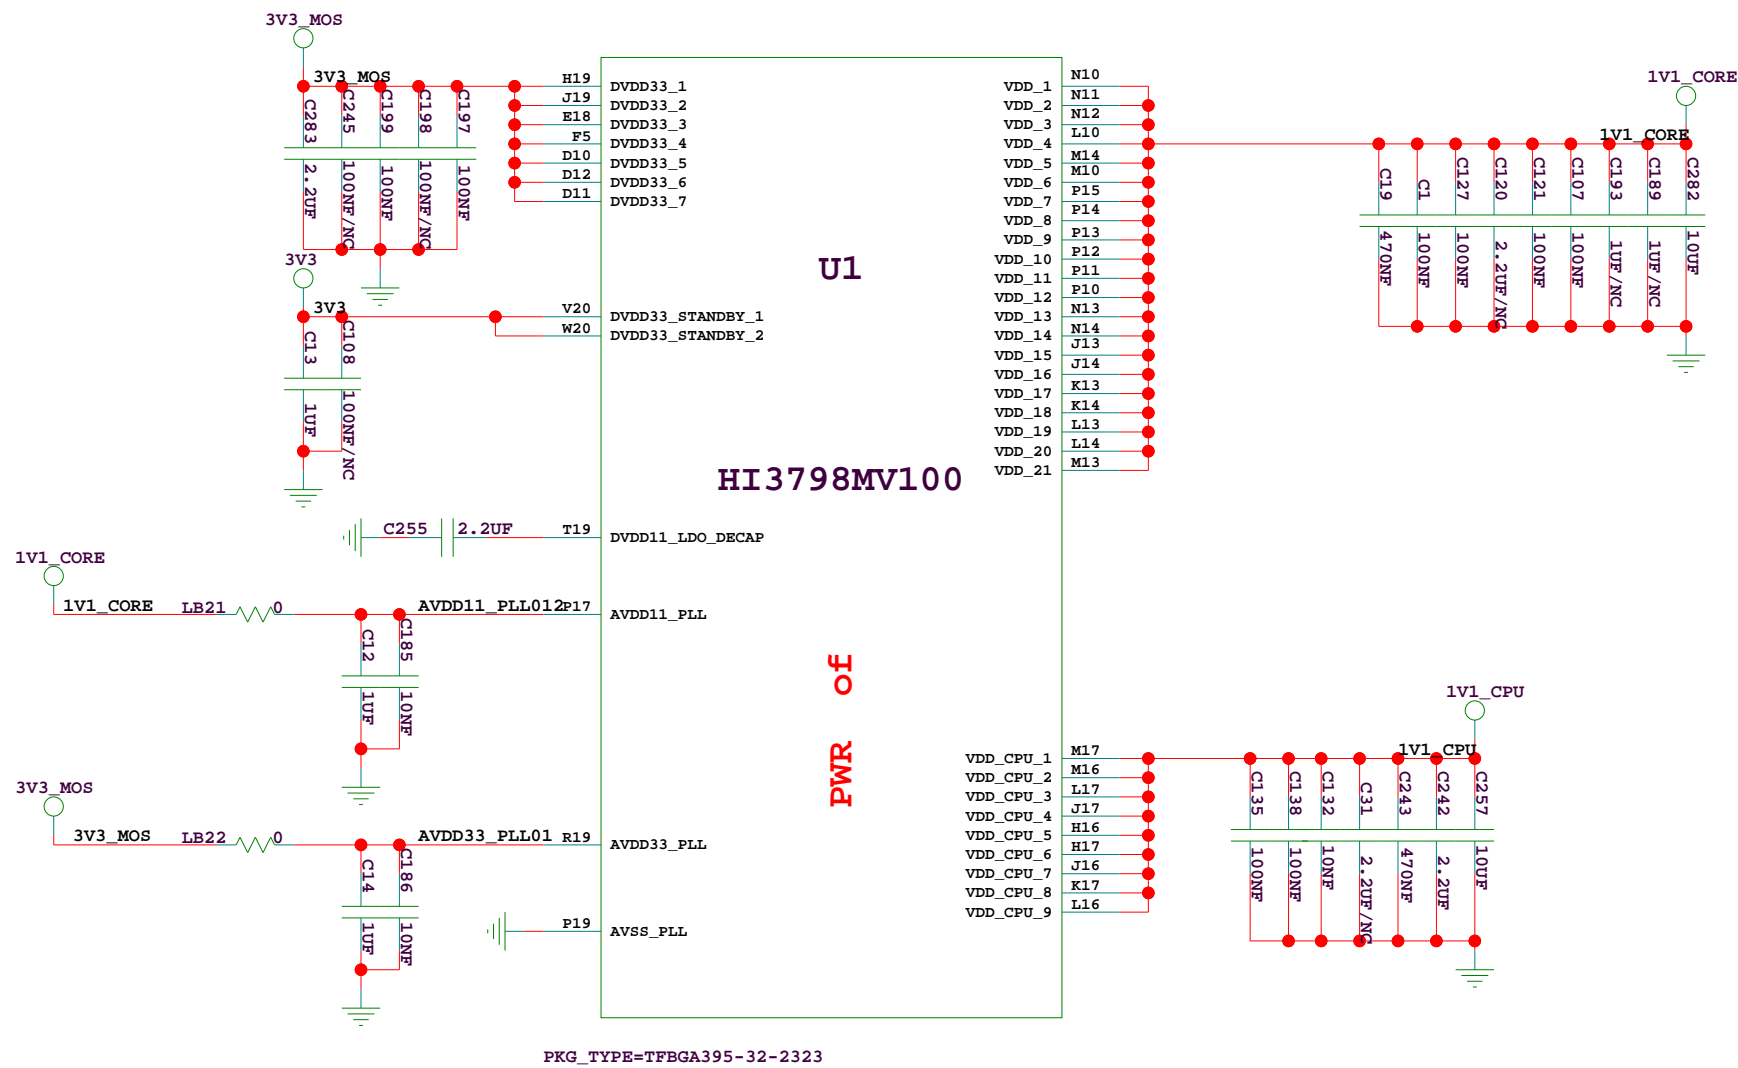 3V3_MOS
3V3_MOS
C283
C245
C199
C198
C197
2.2UF
100NF/NC
100NF
100NF/NC
100NF
H19 DVDD33_1
J19 DVDD33_2
E18 DVDD33_3
F5 DVDD33_4
D10 DVDD33_5
D12 DVDD33_6
D11 DVDD33_7
3V3
3V3
C13
C108
1UF
100NF/NC
V20 DVDD33_STANDBY_1
W20 DVDD33_STANDBY_2
C255 2.2UF T19 DVDD11_LDO_DECAP
1V1_CORE
1V1_CORE LB21 0 AVDD11_PLL012 P17 AVDD11_PLL
C12
C185
1UF
10NF
3V3_MOS
3V3_MOS LB22 0 AVDD33_PLL01 R19 AVDD33_PLL
C14
C186
1UF
10NF
P19 AVSS_PLL
U1
HI3798MV100
PWR of
VDD_1 N10
VDD_2 N11
VDD_3 N12
VDD_4 L10
VDD_5 M14
VDD_6 M10
VDD_7 P15
VDD_8 P14
VDD_9 P13
VDD_10 P12
VDD_11 P11
VDD_12 P10
VDD_13 N13
VDD_14 N14
VDD_15 J13
VDD_16 J14
VDD_17 K13
VDD_18 K14
VDD_19 L13
VDD_20 L14
VDD_21 M13
1V1_CORE
1V1_CORE
C19
C1
C127
C120
C121
C107
C193
C189
C282
470NF
100NF
100NF
2.2UF/NC
100NF
100NF
1UF/NC
1UF/NC
10UF
VDD_CPU_1 M17
VDD_CPU_2 M16
VDD_CPU_3 L17
VDD_CPU_4 J17
VDD_CPU_5 H16
VDD_CPU_6 H17
VDD_CPU_7 J16
VDD_CPU_8 K17
VDD_CPU_9 L16
1V1_CPU
1V1_CPU
C135
C138
C132
C31
C243
C242
C257
100NF
100NF
10NF
2.2UF/NC
470NF
2.2UF
10UF
PKG_TYPE=TFBGA395-32-2323